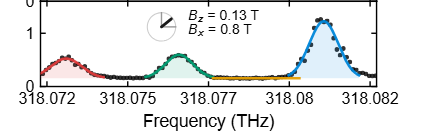 B_z = 0.13 T
B_x = 0.8 T
1
0
318.072 318.075 318.077 318.08 318.082
Frequency (THz)